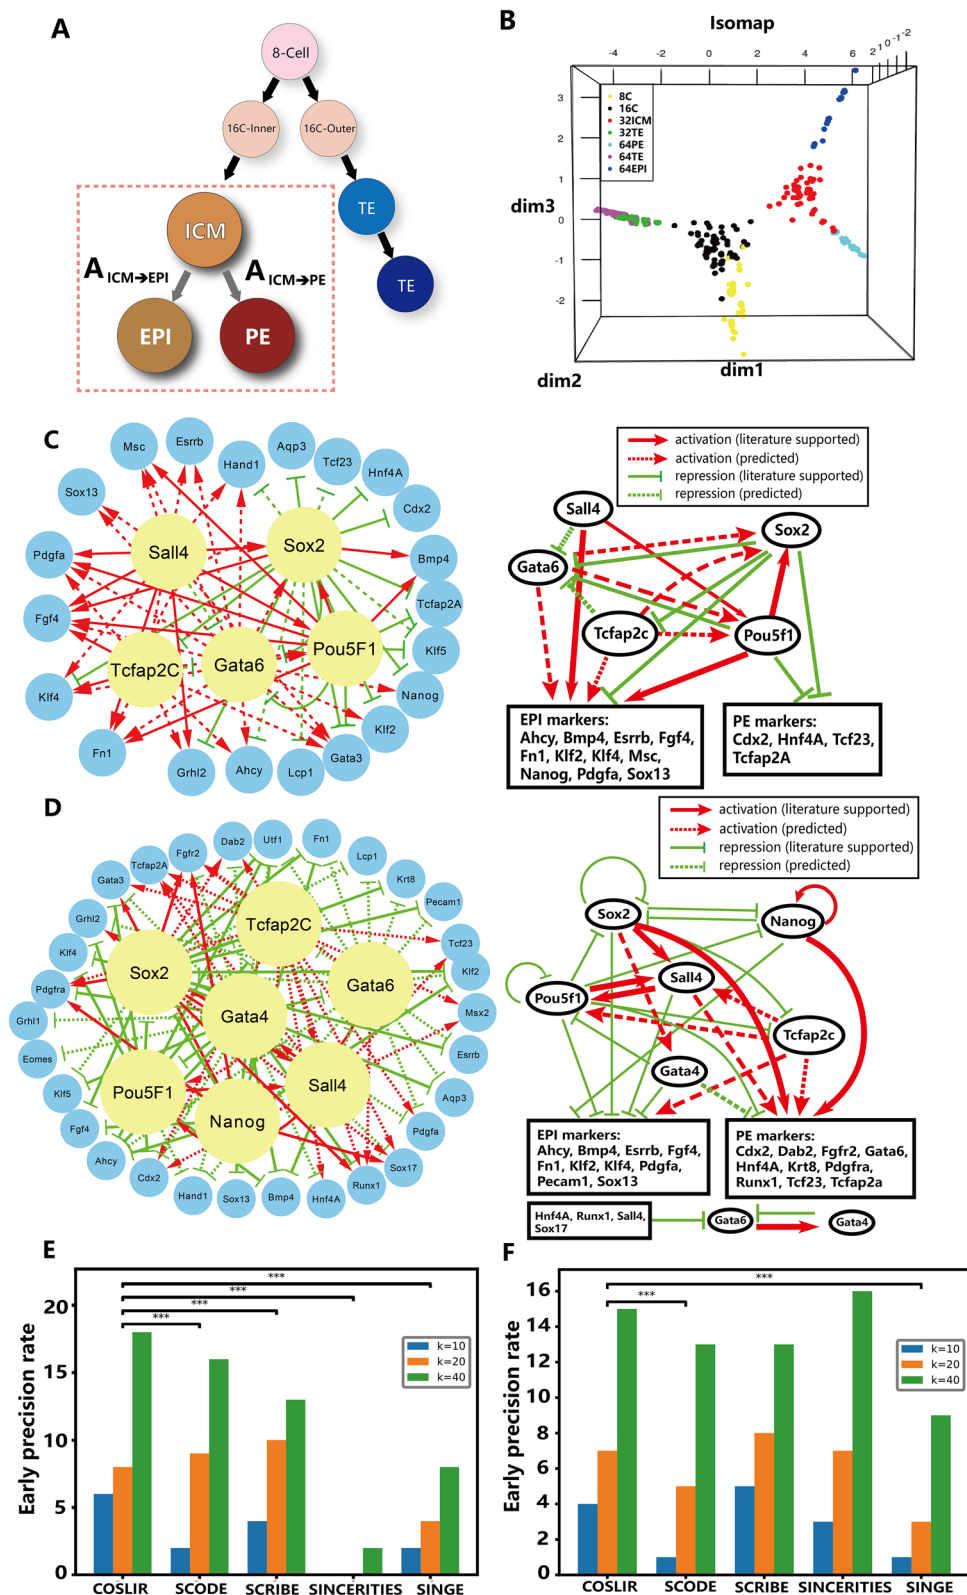 A
8-Cell
16C-Inner
16C-Outer
ICM
TE
A ICM➔EPI
A ICM➔PE
TE
EPI
PE
B
Isomap
-4
-2
0
2
4
6
2 1 0 -1 -2
8C
16C
32ICM
32TE
64PE
64TE
64EPI
3
2
1
0
-1
-2
dim3
dim2
dim1
C
Msc
Esrrb
Hand1
Aqp3
Tcf23
Hnf4A
Cdx2
Sox13
Bmp4
Pdgfa
Tcfap2A
Fgf4
Klf5
Klf4
Nanog
Fn1
Klf2
Grhl2
Ahcy
Lcp1
Gata3
Sall4
Sox2
Tcfap2C
Gata6
Pou5F1
activation (literature supported)
activation (predicted)
repression (literature supported)
repression (predicted)
Sall4
Sox2
Gata6
Tcfap2c
Pou5f1
EPI markers:
Ahcy, Bmp4, Esrrb, Fgf4,
Fn1, Klf2, Klf4, Msc,
Nanog, Pdgfa, Sox13
PE markers:
Cdx2, Hnf4A, Tcf23,
Tcfap2A
D
Tcfap2A
Fgfr2
Dab2
Utf1
Fn1
Lcp1
Krt8
Pecam1
Gata3
Grhl2
Tcf23
Klf4
Klf2
Pdgfra
Msx2
Grhl1
Esrrb
Eomes
Aqp3
Klf5
Pdgfa
Fgf4
Sox17
Ahcy
Runx1
Cdx2
Hand1
Sox13
Bmp4
Hnf4A
Tcfap2C
Sox2
Gata6
Gata4
Pou5F1
Sall4
Nanog
activation (literature supported)
activation (predicted)
repression (literature supported)
repression (predicted)
Sox2
Nanog
Sall4
Pou5f1
Tcfap2c
Gata4
EPI markers:
Ahcy, Bmp4, Esrrb, Fgf4,
Fn1, Klf2, Klf4, Pdgfa,
Pecam1, Sox13
PE markers:
Cdx2, Dab2, Fgfr2, Gata6,
Hnf4A, Krt8, Pdgfra,
Runx1, Tcf23, Tcfap2a
Hnf4A, Runx1, Sall4,
Sox17
Gata6
Gata4
E
Early precision rate
20
15
10
5
0
***
***
***
***
k=10
k=20
k=40
COSLIR
SCODE
SCRIBE
SINCERITIES
SINGE
F
Early precision rate
16
14
12
10
8
6
4
2
0
***
***
k=10
k=20
k=40
COSLIR
SCODE
SCRIBE
SINCERITIES
SINGE